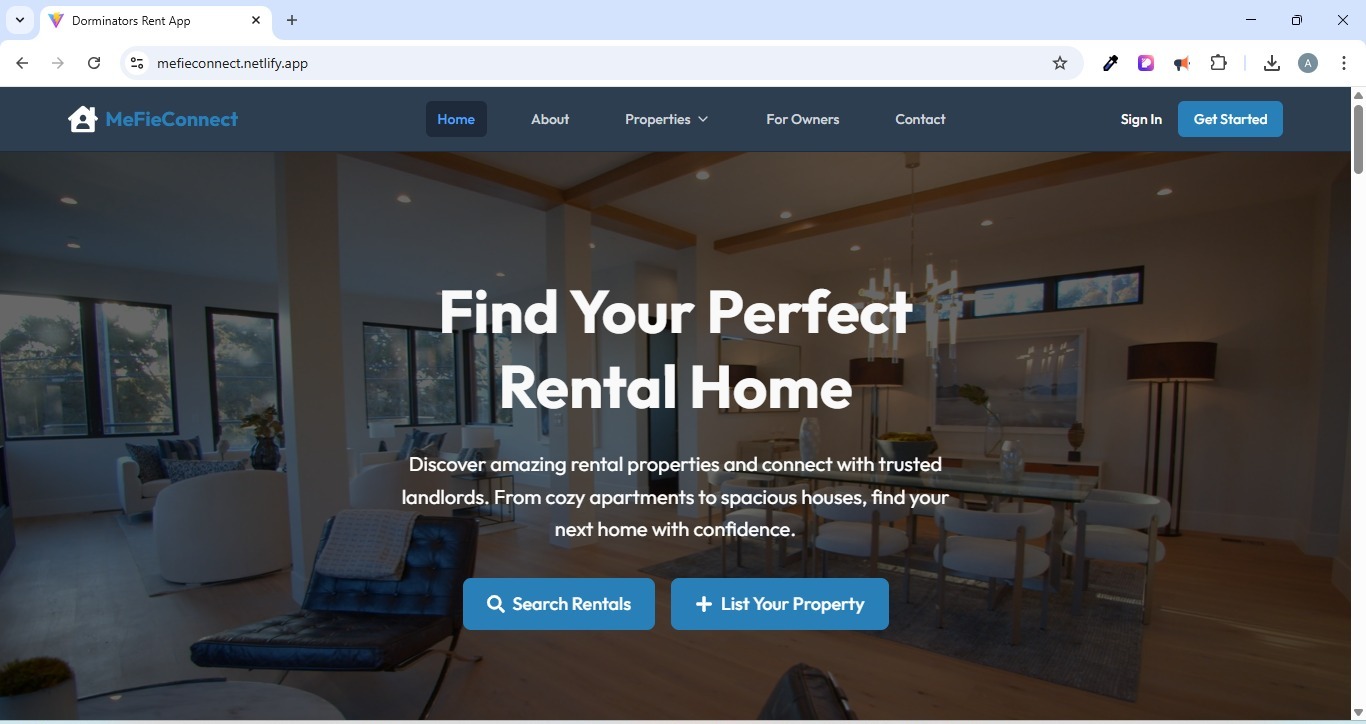 Dorminators Rent App
mefieconnect.netlify.app
A
MeFieConnect
Home
About
Properties
For Owners
Contact
Sign In
Get Started
Find Your Perfect
Rental Home
Discover amazing rental properties and connect with trusted
landlords. From cozy apartments to spacious houses, find your
next home with confidence.
Search Rentals
List Your Property